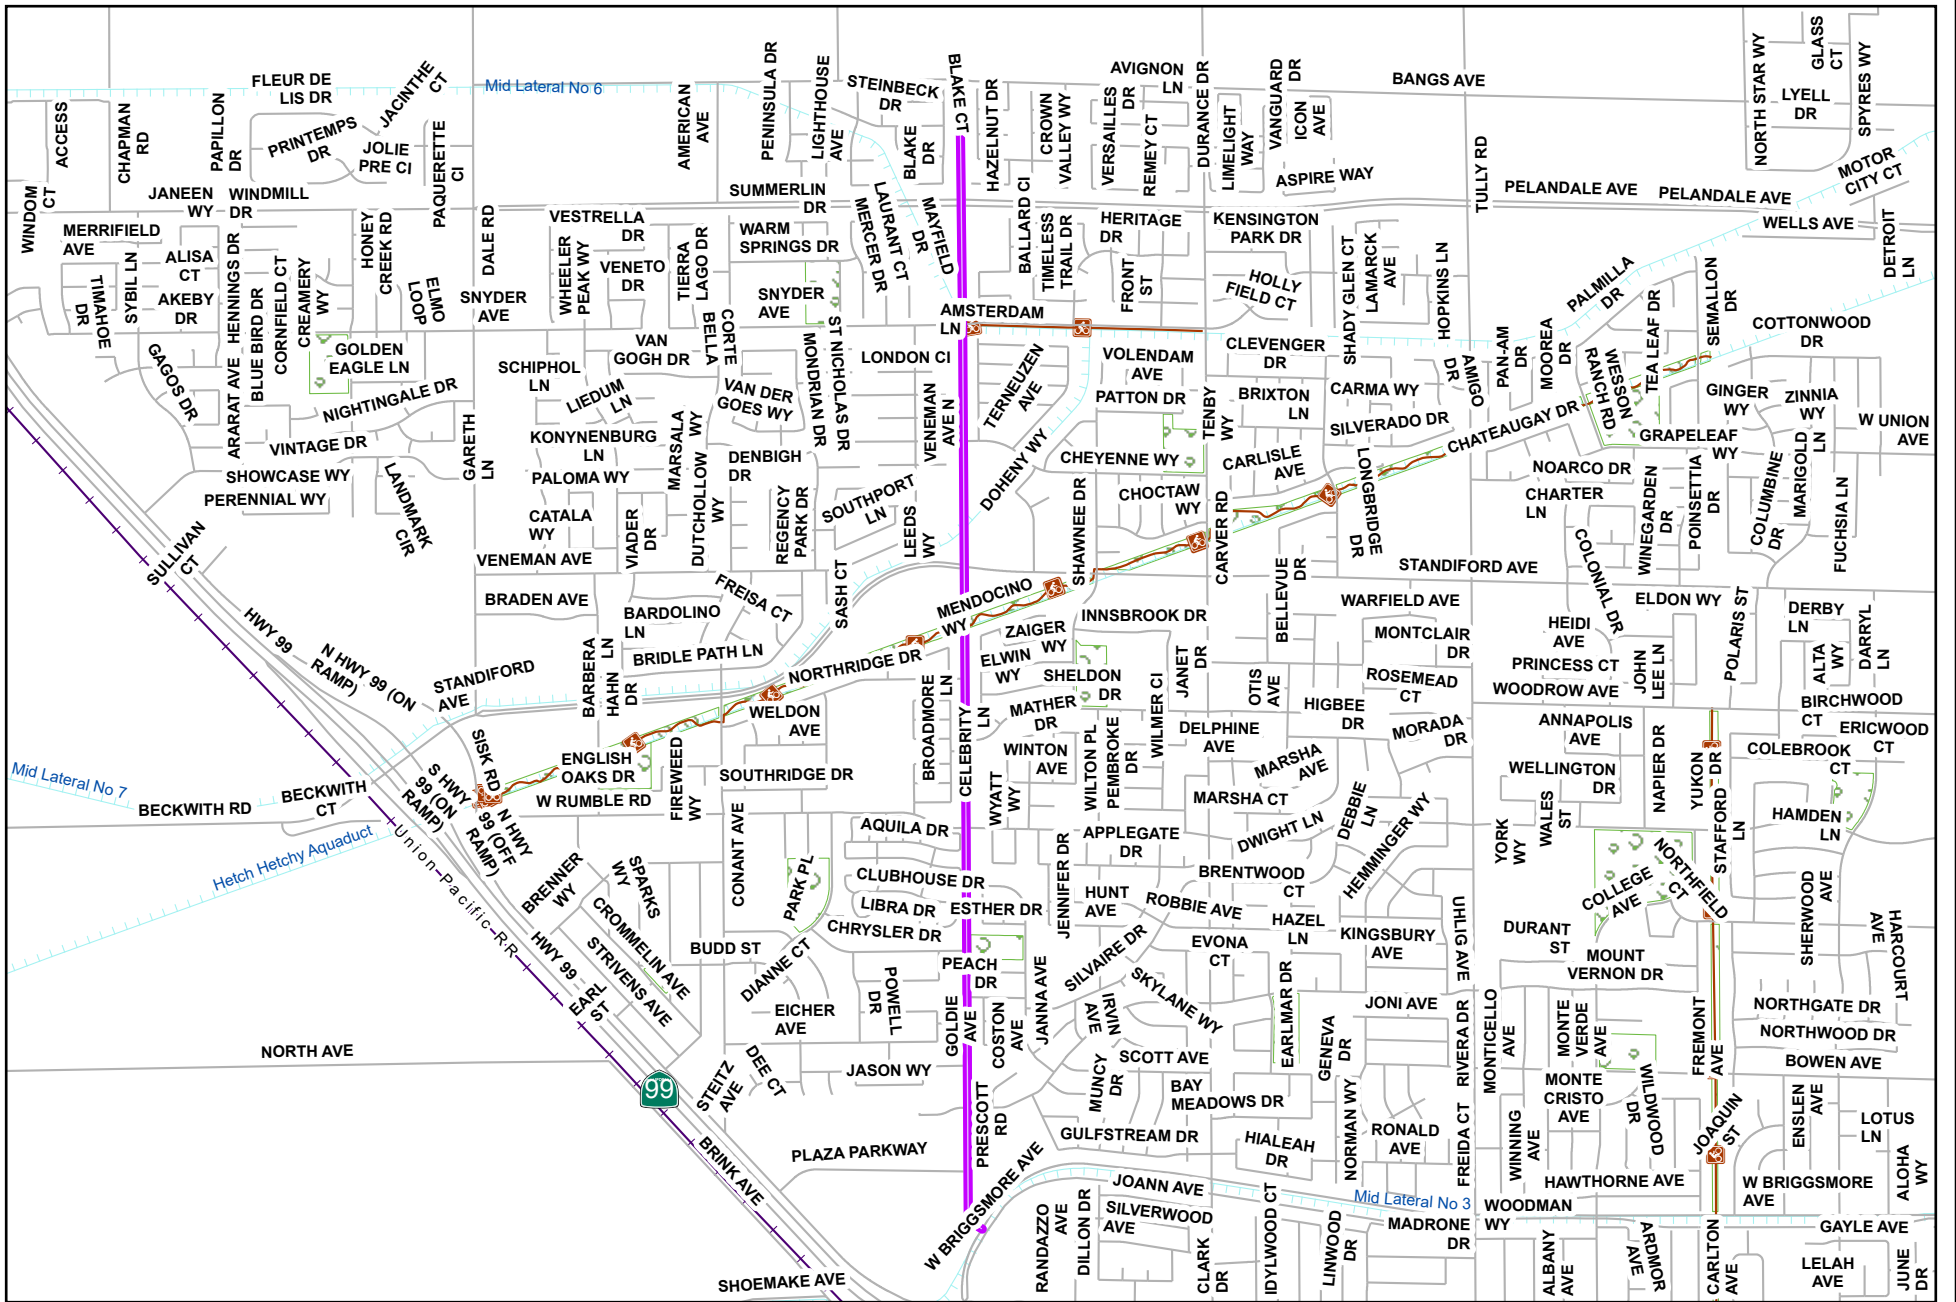 FLEUR DE
LIS DR
JACINTHE
CT
Mid Lateral No 6
AMERICAN
AVE
PENINSULA DR
LIGHTHOUSE
AVE
STEINBECK
DR
BLAKE
DR
BLAKE CT
HAZELNUT DR
CROWN
VALLEY WY
AVIGNON
LN
VERSAILLES
DR
REMEY CT
DURANCE DR
LIMELIGHT
WAY
VANGUARD
DR
ICON
AVE
BANGS AVE
NORTH STAR WY
GLASS
CT
SPYRES WY
LYELL
DR
ACCESS
CHAPMAN
RD
PAPILLON
DR
PRINTEMPS
DR
JOLIE
PRE CI
PAQUERETTE
CI
ASPIRE WAY
TULLY RD
PELANDALE AVE
PELANDALE AVE
MOTOR
CITY CT
WINDOM
CT
JANEEN
WY
WINDMILL
DR
SUMMERLIN
DR
MERRIFIELD
AVE
ALISA
CT
AKEBY
DR
SYBIL LN
TIMAHOE
DR
HENNINGS DR
BLUE BIRD DR
CORNFIELD CT
CREAMERY
WY
HONEY
CREEK RD
ELMO
LOOP
DALE RD
SNYDER
AVE
VESTRELLA
DR
WHEELER
PEAK WY
VENETO
DR
TIERRA
LAGO DR
WARM
SPRINGS DR
SNYDER
AVE
MERCER DR
LAURANT CT
MAYFIELD
DR
BALLARD CI
TIMELESS
TRAIL DR
HERITAGE
DR
FRONT
ST
KENSINGTON
PARK DR
HOLLY
FIELD CT
SHADY GLEN CT
LAMARCK
AVE
HOPKINS LN
WELLS AVE
DETROIT
LN
PALMILLA
DR
SEMALLON
DR
TEA LEAF DR
COTTONWOOD
DR
AMSTERDAM
LN
GAGOS DR
ARARAT AVE
GOLDEN
EAGLE LN
NIGHTINGALE DR
VINTAGE DR
SHOWCASE WY
PERENNIAL WY
LANDMARK
CIR
GARETH
LN
SCHIPHOL
LN
VAN
GOGH DR
BELLA
CORTE
LIEDUM
LN
VAN DER
GOES WY
MONDRIAN DR
ST NICHOLAS DR
LONDON CI
VENEMAN
AVE N
TERNEUZEN
AVE
VOLENDAM
AVE
PATTON DR
TENBY
WY
CLEVENGER
DR
BRIXTON
LN
CARMA WY
SILVERADO DR
AMIGO
DR
PAN-AM
DR
MOOREA
DR
WESSON
RANCH RD
GINGER
WY
ZINNIA
WY
W UNION
AVE
GRAPELEAF
WY
CHATEAUGAY DR
KONYNENBURG
LN
PALOMA WY
CATALA
WY
MARSALA
WY
DUTCHOLLOW
WY
VIADER
DR
DENBIGH
DR
REGENCY
PARK DR
SOUTHPORT
LN
LEEDS
WY
DOHENY WY
CHEYENNE WY
CHOCTAW
WY
CARLISLE
AVE
LONGBRIDGE
DR
NOARCO DR
CHARTER
LN
WINEGARDEN
DR
POINSETTIA
DR
COLUMBINE
DR
MARIGOLD
LN
FUCHSIA LN
SULLIVAN
CT
VENEMAN AVE
BRADEN AVE
FREISA CT
BARDOLINO
LN
SASH CT
BRIDLE PATH LN
SHAWNEE DR
CARVER RD
BELLEVUE
DR
STANDIFORD AVE
COLONIAL DR
WARFIELD AVE
ELDON WY
POLARIS ST
DERBY
LN
DARRYL
LN
ALTA
WY
HWY 99
N HWY 99 (ON
RAMP)
STANDIFORD
AVE
BARBERA
LN
HAHN
DR
NORTHRIDGE DR
MENDOCINO
WY
ZAIGER
WY
ELWIN
WY
INNSBROOK DR
SHELDON
DR
MONTCLAIR
DR
HEIDI
AVE
PRINCESS CT
WOODROW AVE
JOHN
LEE LN
ROSEMEAD
CT
BIRCHWOOD
CT
ERICWOOD
CT
SISK RD
ENGLISH
OAKS DR
FIREWEED
WY
WELDON
AVE
SOUTHRIDGE DR
W RUMBLE RD
BROADMORE
LN
CELEBRITY
LN
MATHER
DR
WINTON
AVE
WYATT
WY
WILTON PL
PEMBROKE
DR
WILMER CI
JANET
DR
DELPHINE
AVE
OTIS
AVE
HIGBEE
DR
MORADA
DR
MARSHA
AVE
MARSHA CT
ANNAPOLIS
AVE
WELLINGTON
DR
NAPIER DR
YUKON
DR
COLEBROOK
CT
HAMDEN
LN
Mid Lateral No 7
BECKWITH RD
BECKWITH
CT
S HWY
99 (ON
RAMP)
N HWY
99 (OFF
RAMP)
Hetch Hetchy Aquaduct
Union Pacific RR
BRENNER
WY
SPARKS
WY
CONANT AVE
PARK PL
AQUILA DR
CLUBHOUSE DR
LIBRA DR
ESTHER DR
CHRYSLER DR
JENNIFER DR
APPLEGATE
DR
HUNT
AVE
DWIGHT LN
DEBBIE
LN
HEMMINGER WY
BRENTWOOD
CT
ROBBIE AVE
HAZEL
LN
YORK
WY
WALES
ST
STAFFORD
LN
NORTHFIELD
CT
COLLEGE
AVE
SHERWOOD
AVE
HARCOURT
AVE
HWY 99
CROMMELIN AVE
STRIVENS AVE
EARL
ST
BUDD ST
DIANNE CT
EICHER
AVE
POWELL
DR
PEACH
DR
GOLDIE
AVE
COSTON
AVE
JANNA AVE
SILVAIRE DR
IRVIN
AVE
SKYLANE WY
EVONA
CT
KINGSBURY
AVE
UHLIG AVE
DURANT
ST
MOUNT
VERNON DR
EARLMAR DR
GENEVA
DR
JONI AVE
RIVERA DR
MONTICELLO
AVE
MONTE
VERDE
AVE
FREMONT
AVE
NORTHGATE DR
NORTHWOOD DR
BOWEN AVE
NORTH AVE
99
STEITZ
AVE
DEE CT
JASON WY
MUNCY
DR
SCOTT AVE
BAY
MEADOWS DR
MONTE
CRISTO
AVE
WILDWOOD
DR
JOAQUIN
ST
ENSLEN
AVE
LOTUS
LN
BRINK AVE
PLAZA PARKWAY
PRESCOTT
RD
GULFSTREAM DR
HIALEAH
DR
NORMAN WY
RONALD
AVE
FREIDA CT
WINNING
AVE
HAWTHORNE AVE
W BRIGGSMORE
AVE
ALOHA
WY
W BRIGGSMORE AVE
JOANN AVE
SILVERWOOD
AVE
RANDAZZO
AVE
DILLON DR
CLARK
DR
IDYLWOOD CT
LINWOOD
DR
Mid Lateral No 3
MADRONE
DR
WOODMAN
WY
ALBANY
AVE
ARDMOR
AVE
CARLTON
AVE
GAYLE AVE
LELAH
AVE
JUNE
DR
SHOEMAKE AVE